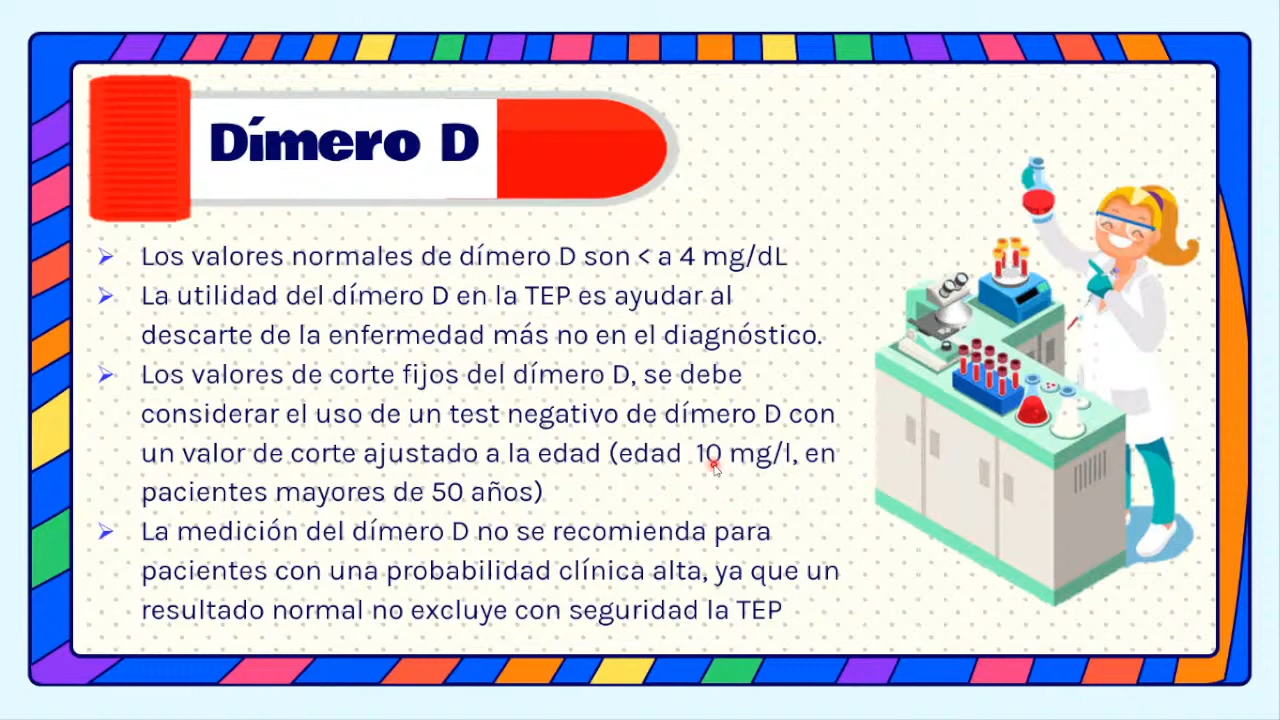 Dímero D
Los valores normales de dímero D son < a 4 mg/dL
La utilidad del dímero D en la TEP es ayudar al
descarte de la enfermedad más no en el diagnóstico.
Los valores de corte fijos del dímero D, se debe
considerar el uso de un test negativo de dímero D con
un valor de corte ajustado a la edad (edad 10 mg/l, en
pacientes mayores de 50 años)
La medición del dímero D no se recomienda para
pacientes con una probabilidad clínica alta, ya que un
resultado normal no excluye con seguridad la TEP